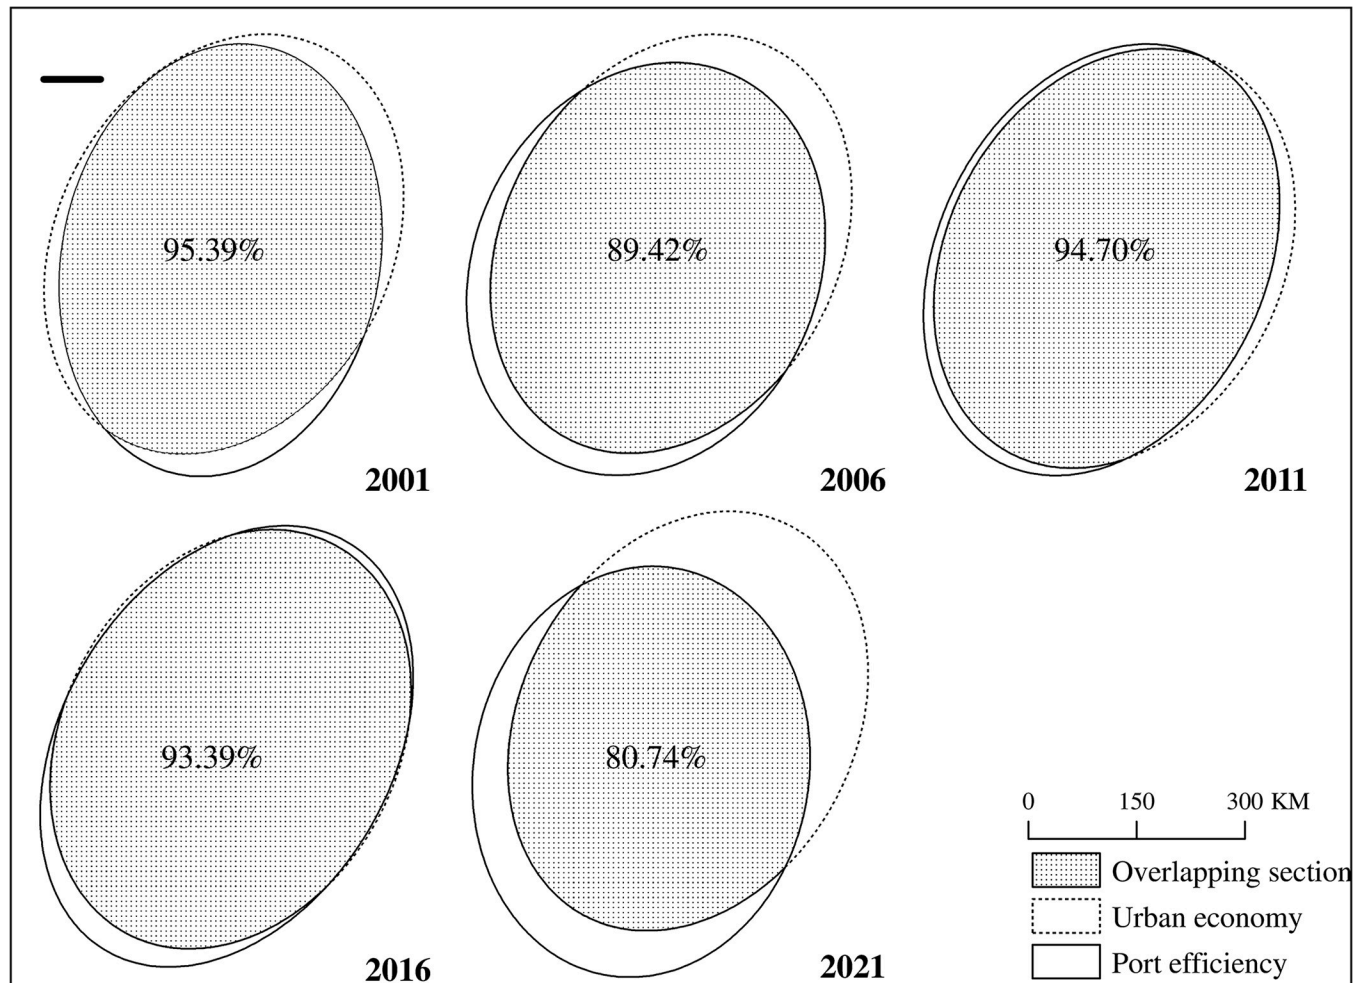 95.39%
89.42%
94.70%
2001
2006
2011
93.39%
80.74%
0 150 300 KM
Overlapping section
Urban economy
Port efficiency
2016
2021